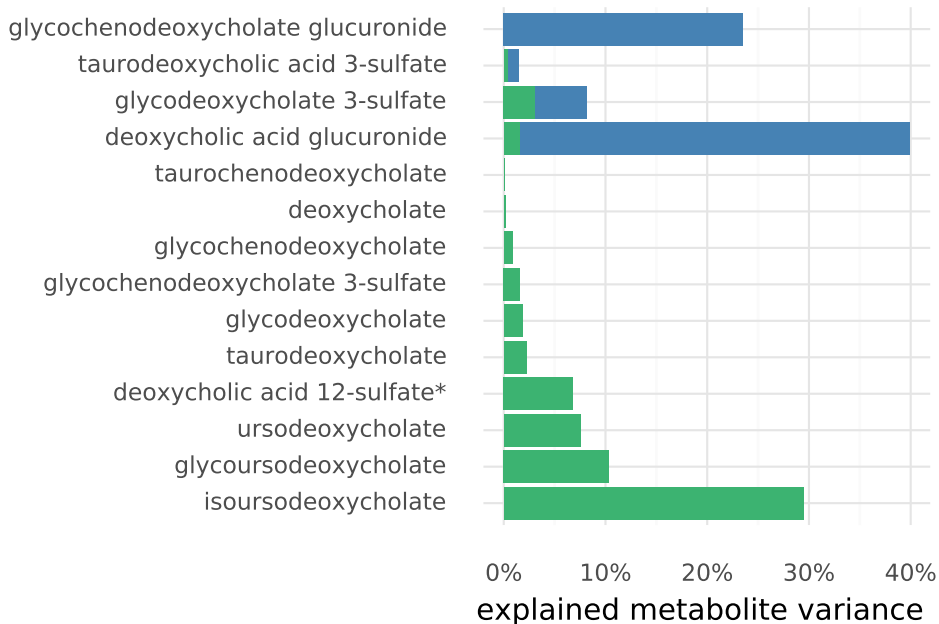 glycochenodeoxycholate glucuronide
taurodeoxycholic acid 3-sulfate
glycodeoxycholate 3-sulfate
deoxycholic acid glucuronide
taurochenodeoxycholate
deoxycholate
glycochenodeoxycholate
glycochenodeoxycholate 3-sulfate
glycodeoxycholate
taurodeoxycholate
deoxycholic acid 12-sulfate*
ursodeoxycholate
glycoursodeoxycholate
isoursodeoxycholate
0% 10% 20% 30% 40%
explained metabolite variance